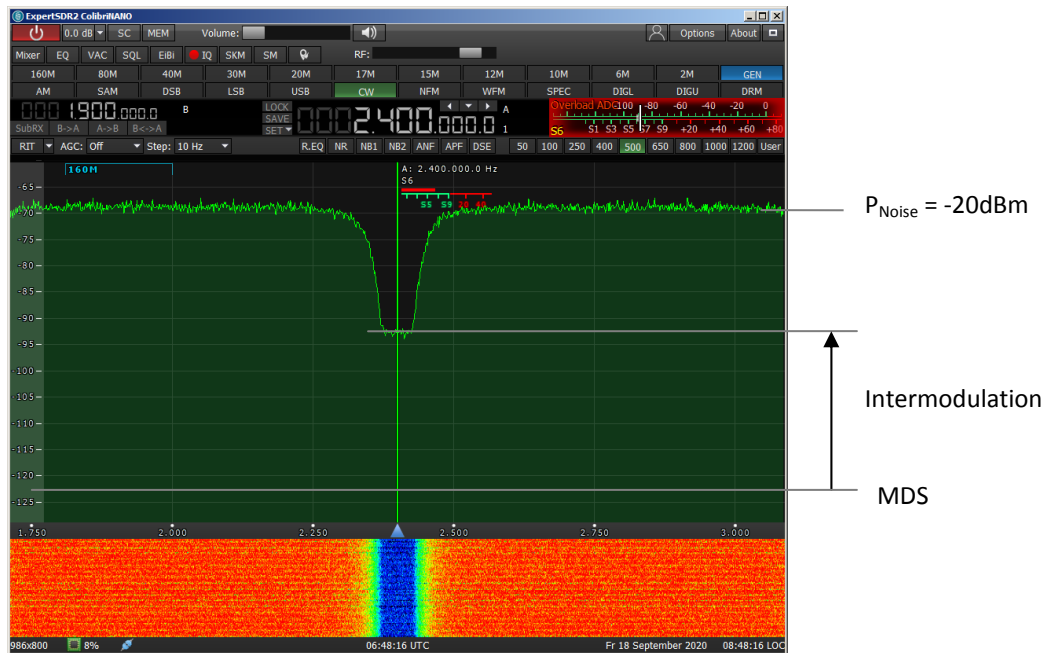 ExpertSDR2 ColibriNANO
0.0 dB SC MEM Volume: Options About
Mixer EQ VAC SQL EiBi IQ SKM SM RF:
160M 80M 40M 30M 20M 17M 15M 12M 10M 6M 2M GEN
AM SAM DSB LSB USB CW NFM WFM SPEC DIGL DIGU DRM
000 1.900.000.0 B LOCK 0002.400.000.0 A Overload ADC -100 -80 -60 -40 -20 0
SAVE
SubRX B->A A->B B<->A SET 1 S6 S1 S3 S5 S7 S9 +20 +40 +60 +80
RIT AGC: Off Step: 10 Hz R.EQ NR NB1 NB2 ANF APF DSE 50 100 250 400 500 650 800 1000 1200 User
160M A: 2.400.000.0 Hz
S6
S5 S9 20 40
-65
-70
-75
-80
-85
-90
-95
-100
-105
-110
-115
-120
-125
1.750 2.000 2.250 2.500 2.750 3.000
986x800 8% 06:48:16 UTC Fr 18 September 2020 08:48:16 LOC
PNoise = -20dBm
Intermodulation
MDS